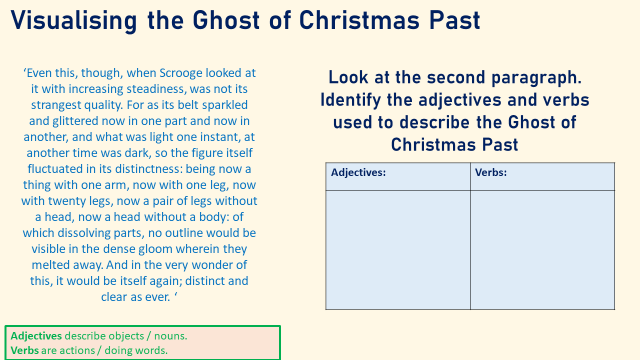 Visualising the Ghost of Christmas Past
‘Even this, though, when Scrooge looked at
it with increasing steadiness, was not its
strangest quality. For as its belt sparkled
and glittered now in one part and now in
another, and what was light one instant, at
another time was dark, so the figure itself
fluctuated in its distinctness: being now a
thing with one arm, now with one leg, now
with twenty legs, now a pair of legs without
a head, now a head without a body: of
which dissolving parts, no outline would be
visible in the dense gloom wherein they
melted away. And in the very wonder of
this, it would be itself again; distinct and
clear as ever. ‘
Look at the second paragraph.
Identify the adjectives and verbs
used to describe the Ghost of
Christmas Past
Adjectives:
Verbs:
Adjectives describe objects / nouns.
Verbs are actions / doing words.